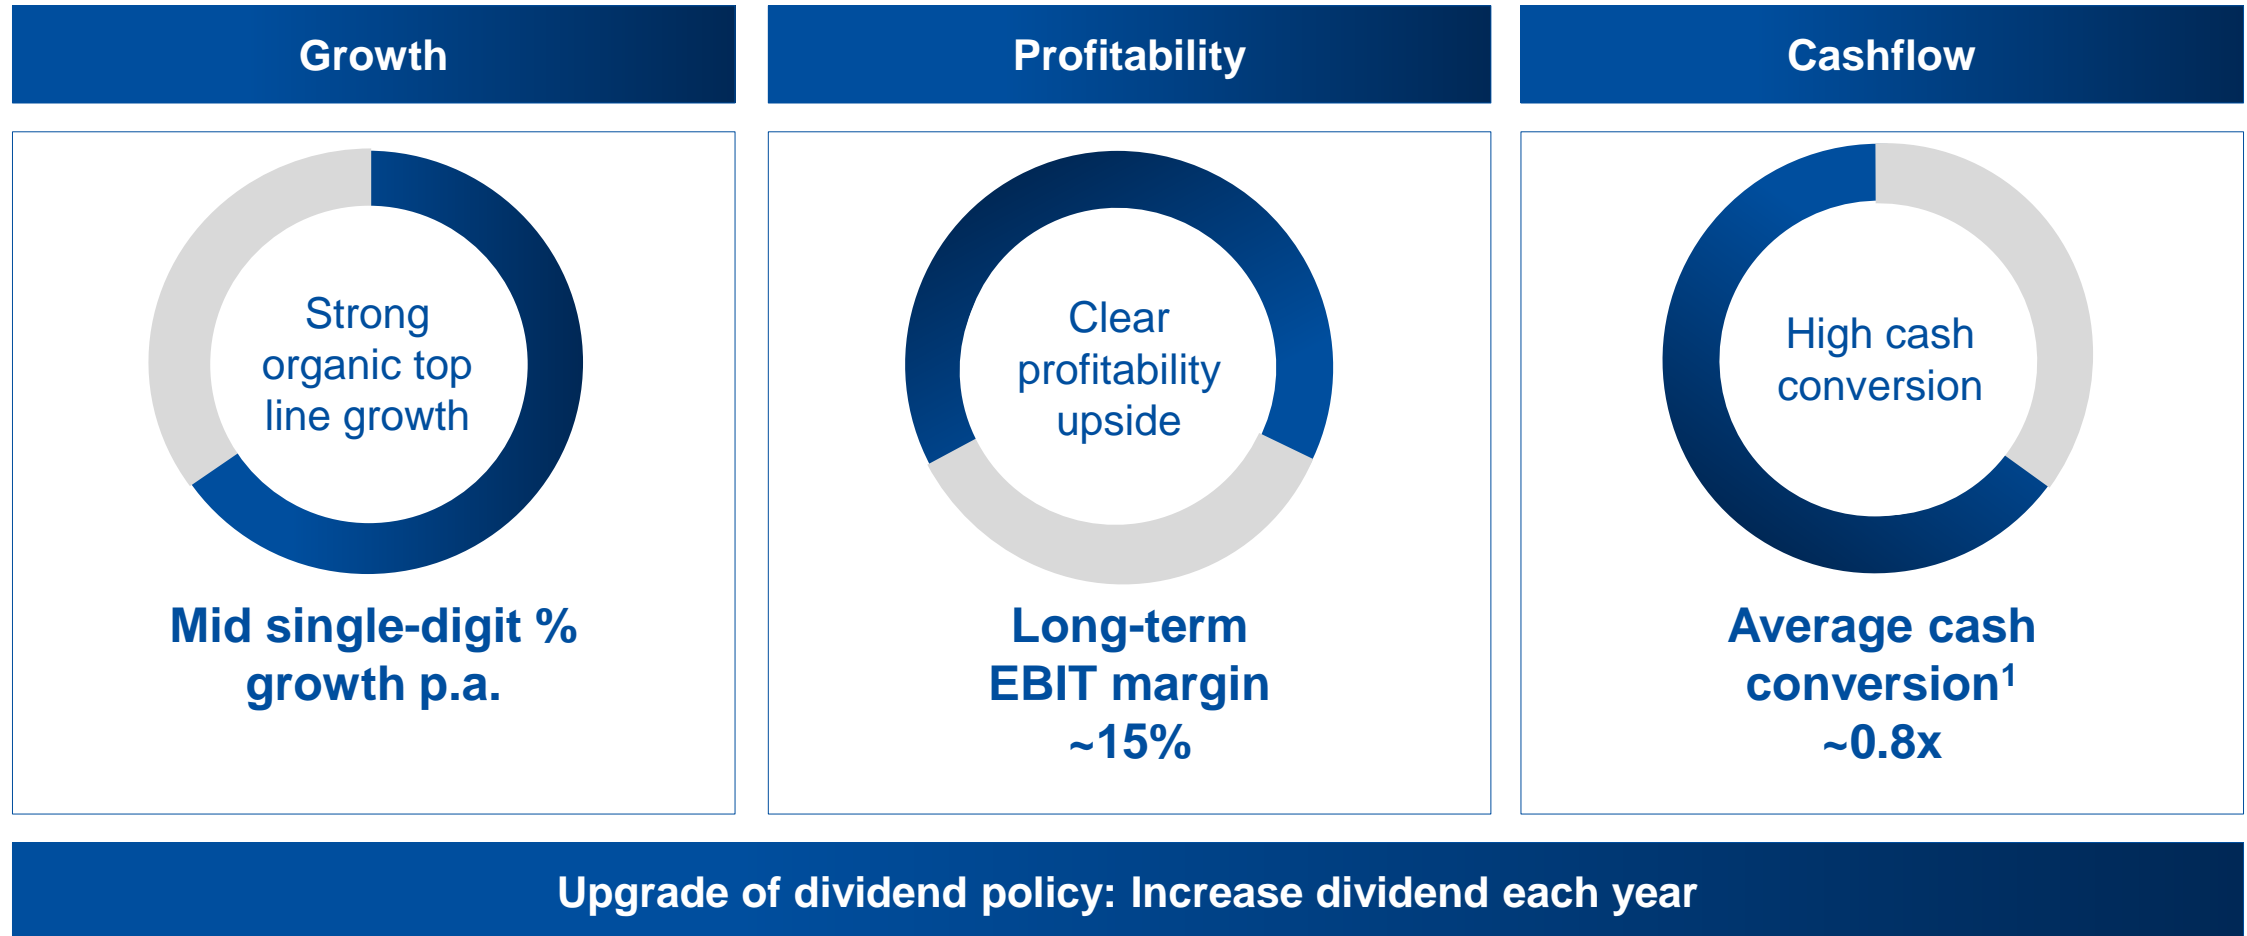 Growth
Strong
organic top
line growth
Mid single-digit %
growth p.a.
Profitability
Clear
profitability
upside
Long-term
EBIT margin
~15%
Cashflow
High cash
conversion
Average cash
conversion¹
~0.8x
Upgrade of dividend policy: Increase dividend each year